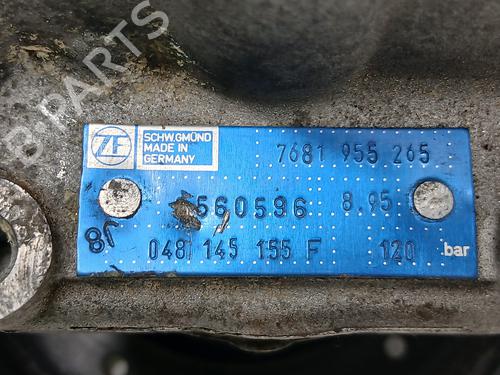 B-PARTS
ZF
SCHW.GMÜND
MADE IN
GERMANY
7681 955 265
560596 8.95
048 145 155 F 120 bar